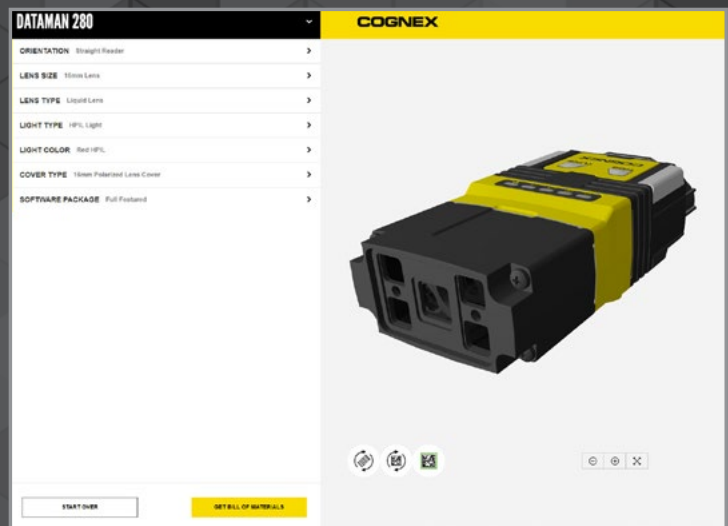 DATAMAN 280
COGNEX
ORIENTATION Straight Reader
LENS SIZE 16mm Lens
LENS TYPE Liquid Lens
LIGHT TYPE HPIL Light
LIGHT COLOR Red HPIL
COVER TYPE 16mm Polarized Lens Cover
SOFTWARE PACKAGE Full Featured
COGNEX
START OVER
GET BILL OF MATERIALS